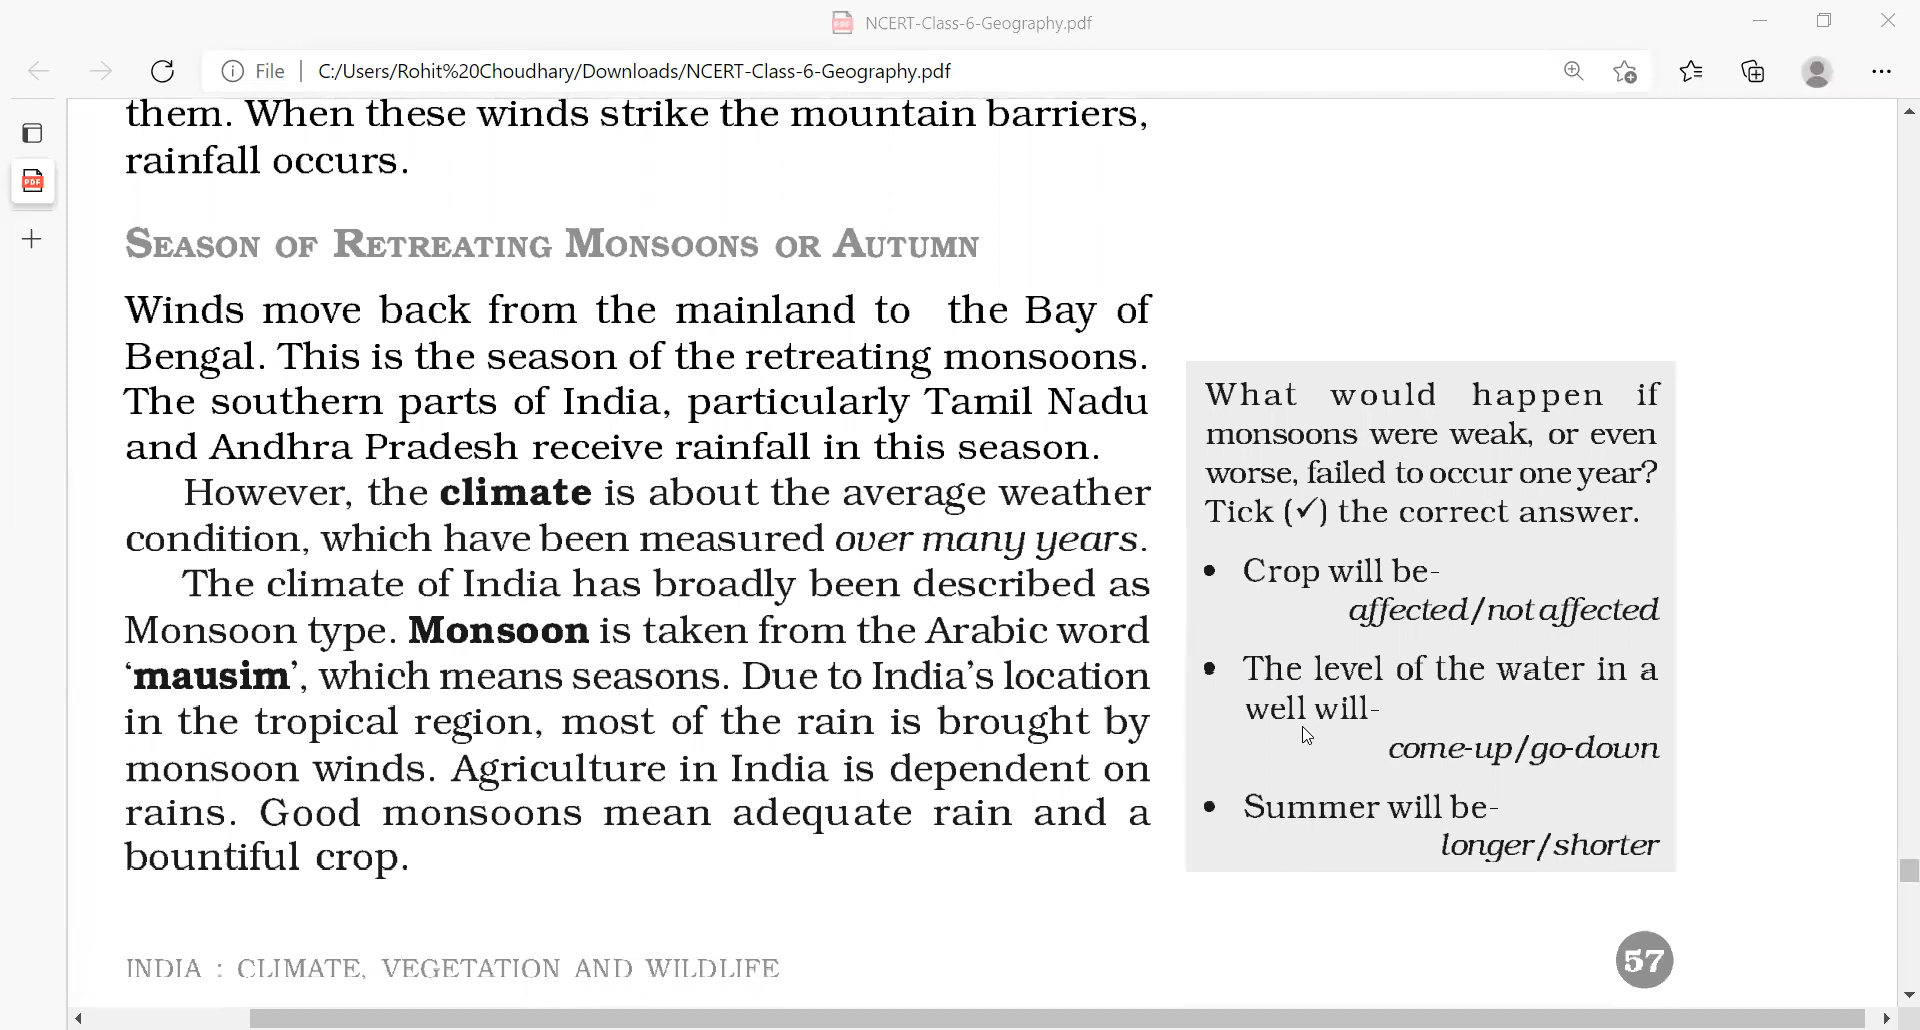 NCERT-Class-6-Geography.pdf
File
C:/Users/Rohit%20Choudhary/Downloads/NCERT-Class-6-Geography.pdf
PDF
them. When these winds strike the mountain barriers,
rainfall occurs.
SEASON OF RETREATING MONSOONS OR AUTUMN
Winds move back from the mainland to the Bay of
Bengal. This is the season of the retreating monsoons.
The southern parts of India, particularly Tamil Nadu
and Andhra Pradesh receive rainfall in this season.
However, the climate is about the average weather
condition, which have been measured over many years.
The climate of India has broadly been described as
Monsoon type. Monsoon is taken from the Arabic word
‘mausim’, which means seasons. Due to India’s location
in the tropical region, most of the rain is brought by
monsoon winds. Agriculture in India is dependent on
rains. Good monsoons mean adequate rain and a
bountiful crop.
What would happen if
monsoons were weak, or even
worse, failed to occur one year?
Tick (✓) the correct answer.
• Crop will be-
affected/not affected
• The level of the water in a
well will-
come-up/go-down
• Summer will be-
longer/shorter
INDIA : CLIMATE, VEGETATION AND WILDLIFE
57